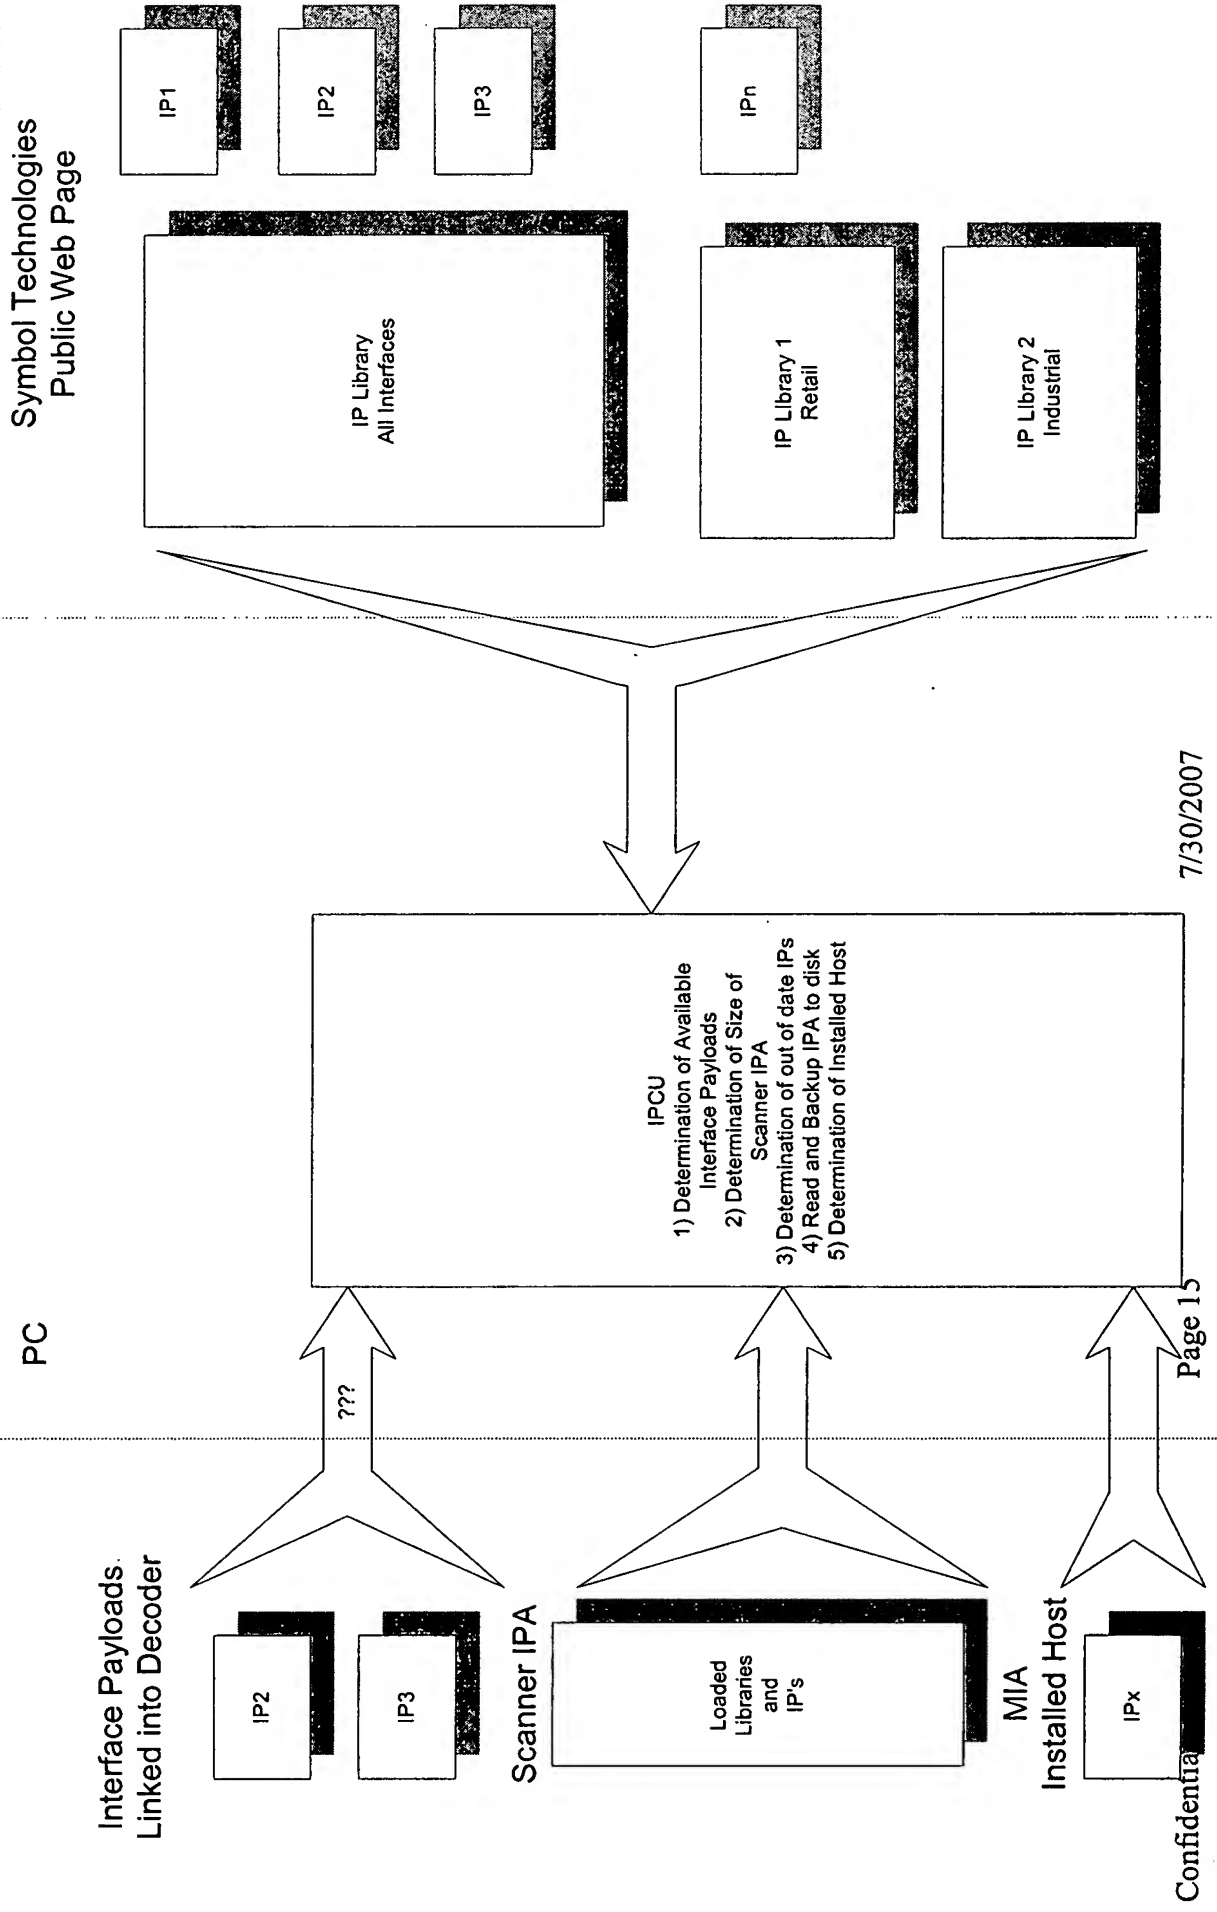 Interface Payloads.
Linked into Decoder
IP2
IP3
Scanner IPA
Loaded
Libraries
and
IP's
MIA
Installed Host
IPx
PC
???
IPCU
1) Determination of Available
Interface Payloads
2) Determination of Size of
Scanner IPA
3) Determination of out of date IPs
4) Read and Backup IPA to disk
5) Determination of Installed Host
Symbol Technologies
Public Web Page
IP Library
All Interfaces
IP LIbrary 1
Retail
IP LIbrary 2
Industrial
IP1
IP2
IP3
IPn
Confidentia
Page 15
7/30/2007